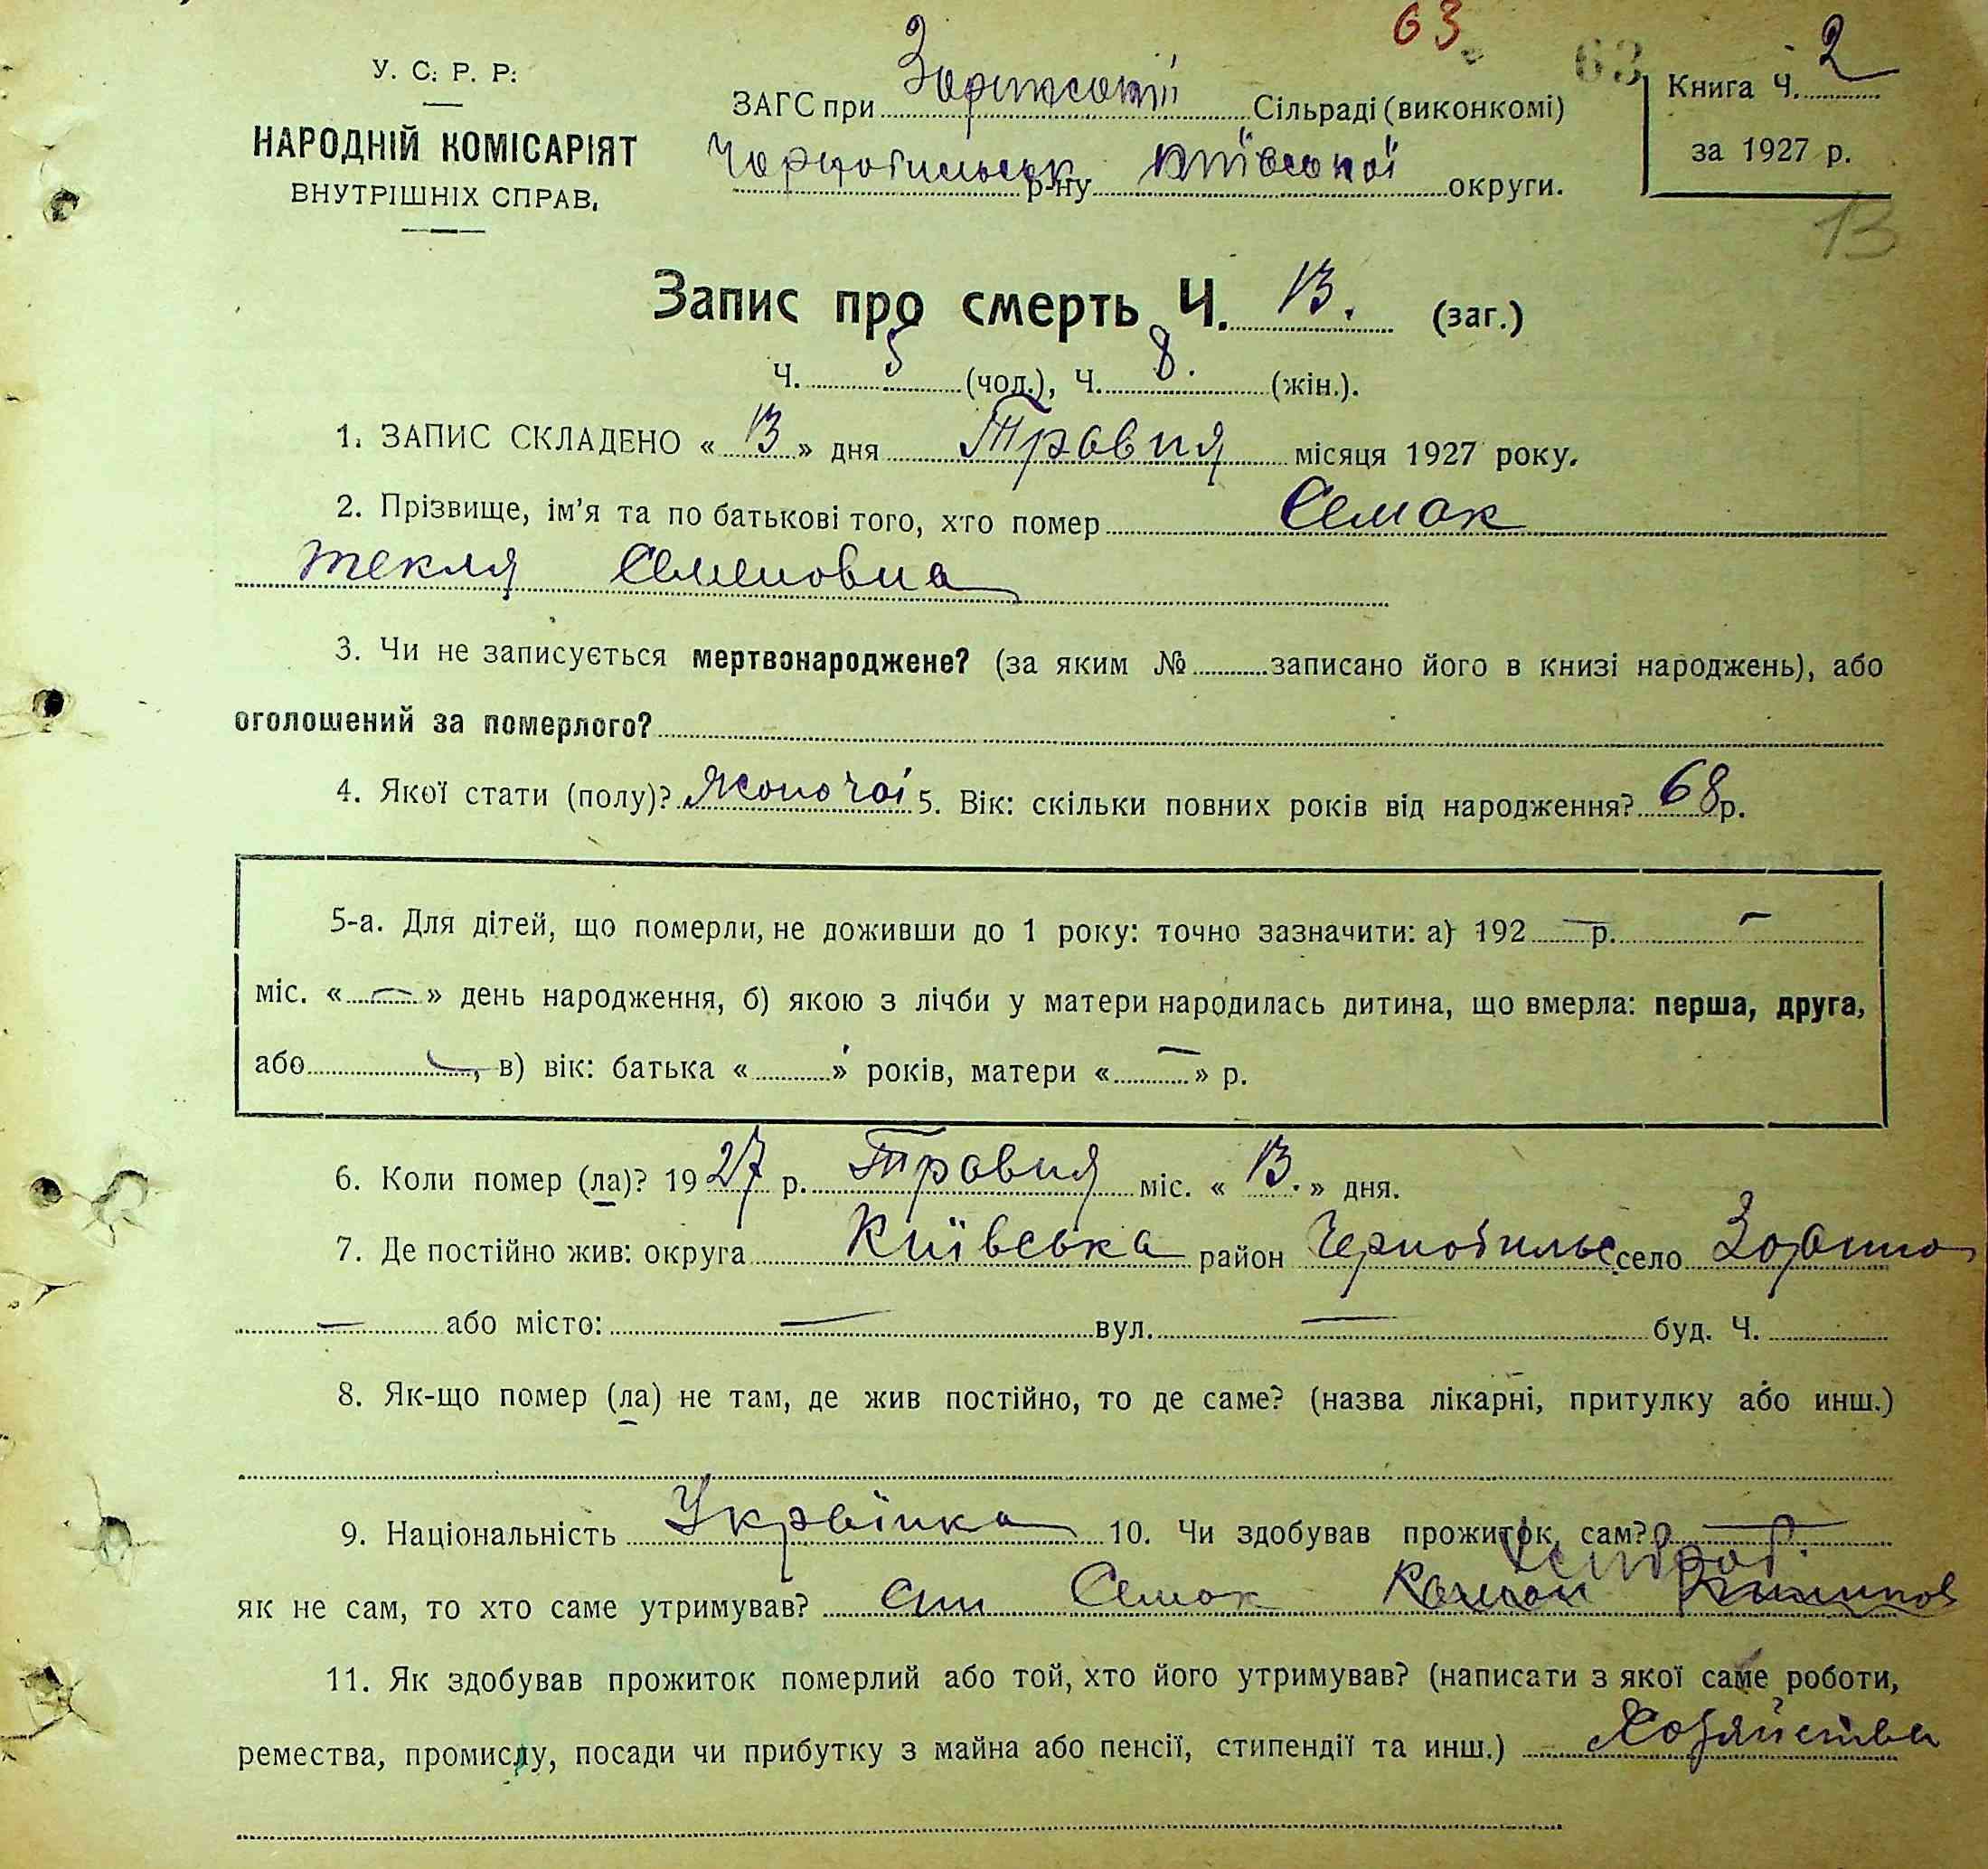 63
63
У. С. Р. Р.
НАРОДНІЙ КОМІСАРІЯТ
ВНУТРІШНІХ СПРАВ.
ЗАГС при Сільраді (виконкомі)
Чорнобильськ р-ну Київської округи.
Книга Ч. 2
за 1927 р.
13
Запис про смерть Ч. 13. (заг.)
Ч. 5 (чод.), Ч. 8. (жін.).
1. ЗАПИС СКЛАДЕНО « 13 » дня Травня місяця 1927 року.
2. Прізвище, ім’я та по батькові того, хто помер Семак
Текля Семеновна
3. Чи не записується мертвонароджене? (за яким № записано його в книзі народжень), або
оголошений за померлого?
4. Якої стати (полу)? Жоночої 5. Вік: скільки повних років від народження? 68 р.
5-а. Для дітей, що померли, не доживши до 1 року: точно зазначити: а) 192 — р. —
міс. « — » день народження, б) якою з лічби у матери народилась дитина, що вмерла: перша, друга,
або , в) вік: батька « » років, матери « — » р.
6. Коли помер (ла)? 1927 р. Травня міс. « 13. » дня.
7. Де постійно жив: округа Київська район Чернобильс село
— або місто: — вул. — буд. Ч.
8. Як-що помер (ла) не там, де жив постійно, то де саме? (назва лікарні, притулку або инш.)
9. Національність Українка 10. Чи здобував прожиток сам? —
як не сам, то хто саме утримував? син Семак Роман
11. Як здобував прожиток померлий або той, хто його утримував? (написати з якої саме роботи,
ремества, промислу, посади чи прибутку з майна або пенсії, стипендії та инш.) Хозяйства